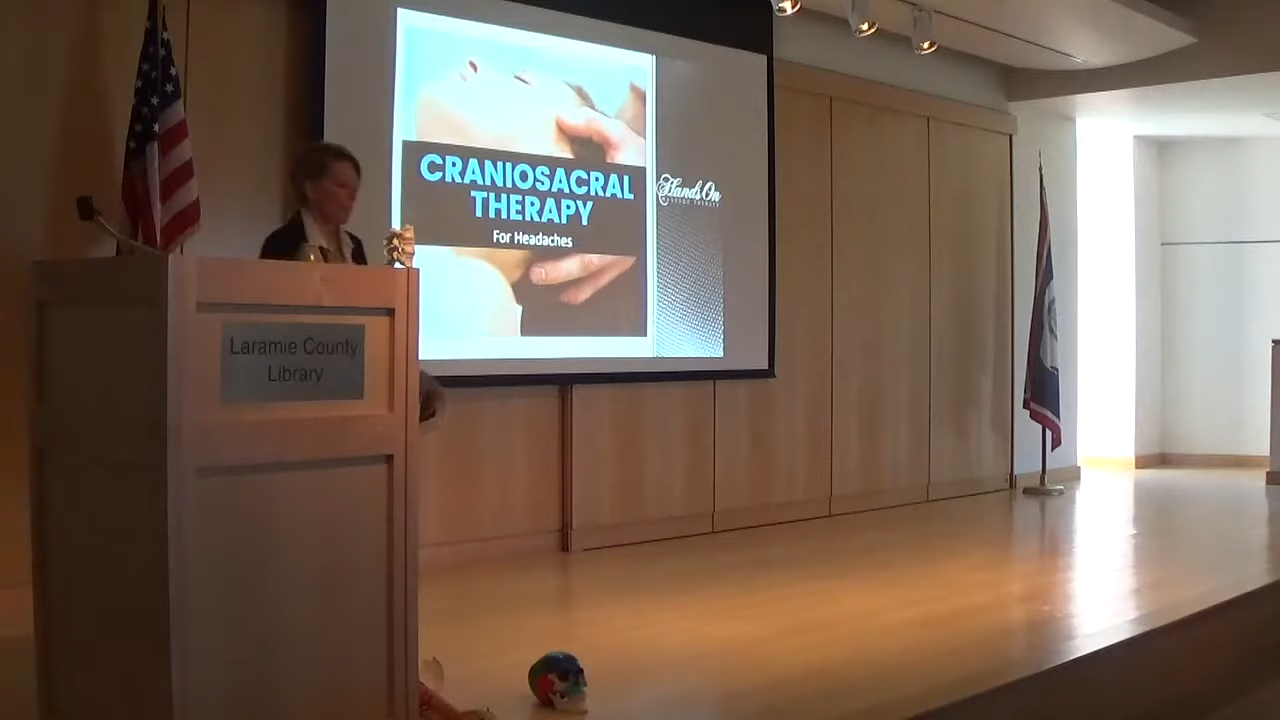 CRANIOSACRAL
THERAPY
For Headaches
Hands On
Laramie County
Library